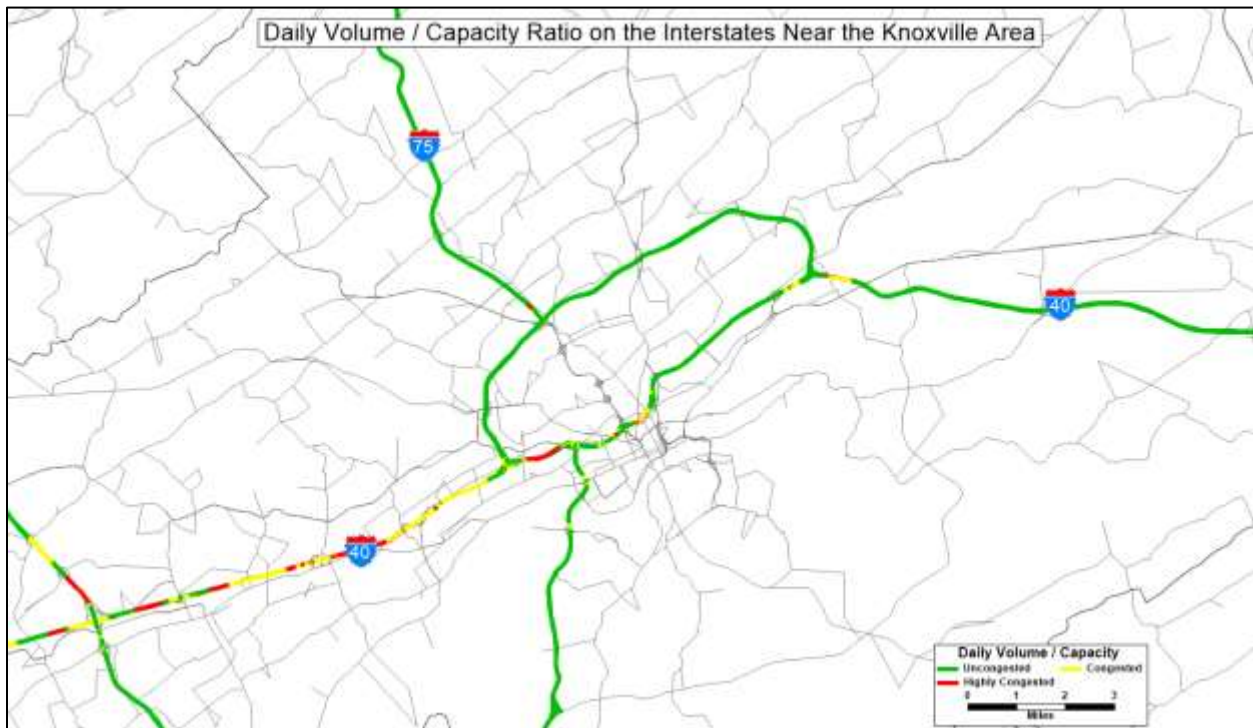 Daily Volume / Capacity Ratio on the Interstates Near the Knoxville Area
75
40
40
Daily Volume / Capacity
Uncongested Congested
Highly Congested
0 1 2 3
Miles